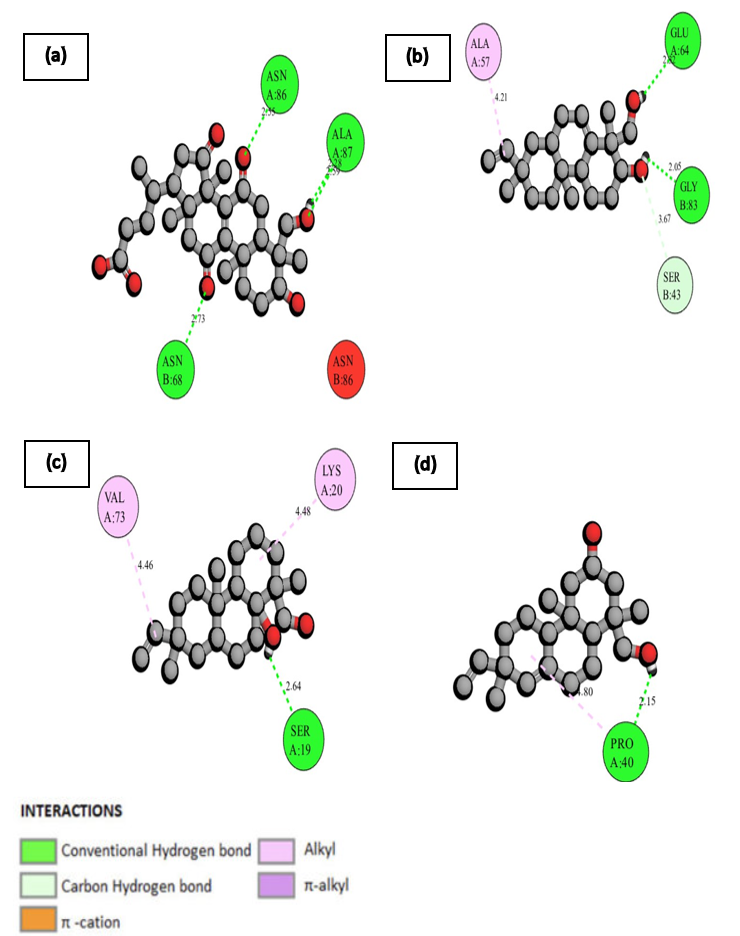 (a)
ASN
A:86
2.55
ALA
A:87
ASN
B:68
2.73
ASN
B:86
(b)
ALA
A:57
4.21
GLU
A:64
2.05
GLY
B:83
3.67
SER
B:43
(c)
VAL
A:73
4.46
LYS
A:20
4.48
2.64
SER
A:19
(d)
4.80
2.15
PRO
A:40
INTERACTIONS
Conventional Hydrogen bond
Alkyl
Carbon Hydrogen bond
π-alkyl
π -cation